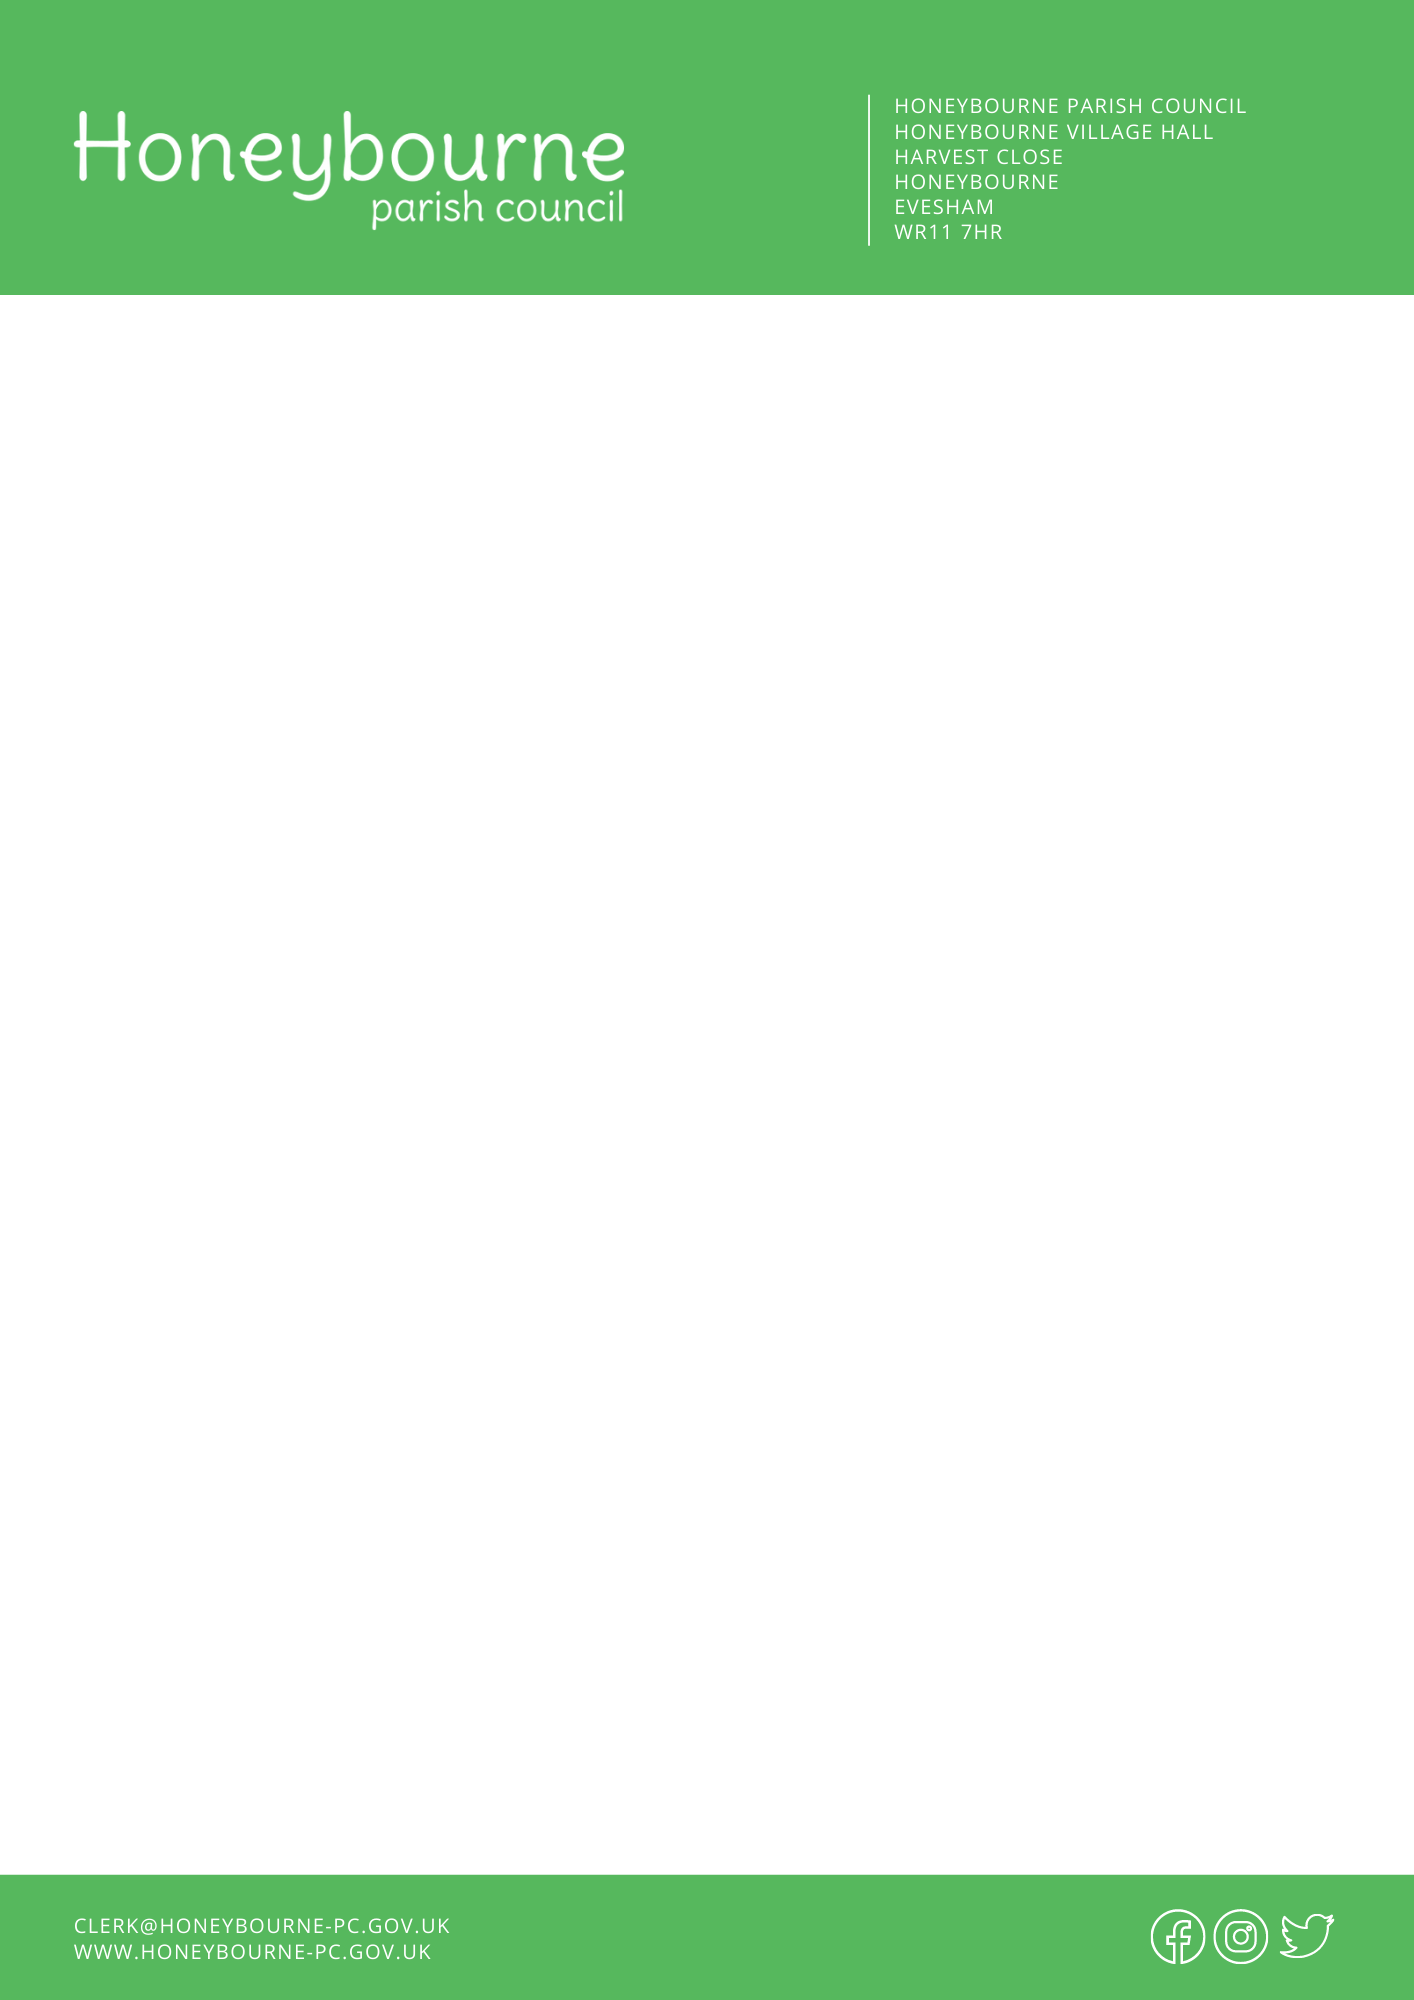 Honeybourne
parish council
HONEYBOURNE PARISH COUNCIL
HONEYBOURNE VILLAGE HALL
HARVEST CLOSE
HONEYBOURNE
EVESHAM
WR11 7HR
CLERK@HONEYBOURNE-PC.GOV.UK
WWW.HONEYBOURNE-PC.GOV.UK